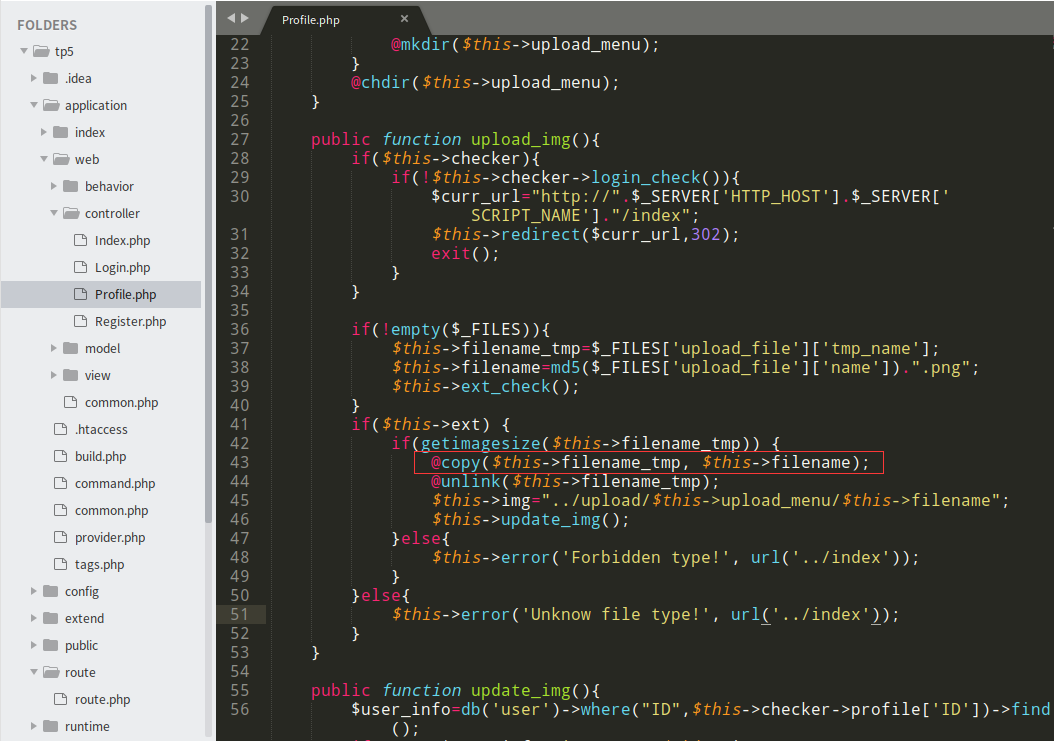 FOLDERS
tp5
.idea
application
index
web
behavior
controller
Index.php
Login.php
Profile.php
Register.php
model
view
common.php
.htaccess
build.php
command.php
common.php
provider.php
tags.php
config
extend
public
route
route.php
runtime
Profile.php ×
22 @mkdir($this->upload_menu);
23 }
24 @chdir($this->upload_menu);
25 }
26
27 public function upload_img(){
28 if($this->checker){
29 if(!$this->checker->login_check()){
30 $curr_url="http://".$_SERVER['HTTP_HOST'].$_SERVER['
SCRIPT_NAME']."/index";
31 $this->redirect($curr_url,302);
32 exit();
33 }
34 }
35
36 if(!empty($_FILES)){
37 $this->filename_tmp=$_FILES['upload_file']['tmp_name'];
38 $this->filename=md5($_FILES['upload_file']['name']).".png";
39 $this->ext_check();
40 }
41 if($this->ext) {
42 if(getimagesize($this->filename_tmp)) {
43 @copy($this->filename_tmp, $this->filename);
44 @unlink($this->filename_tmp);
45 $this->img="../upload/$this->upload_menu/$this->filename";
46 $this->update_img();
47 }else{
48 $this->error('Forbidden type!', url('../index'));
49 }
50 }else{
51 $this->error('Unknow file type!', url('../index'));
52 }
53 }
54
55 public function update_img(){
56 $user_info=db('user')->where("ID",$this->checker->profile['ID'])->find
();